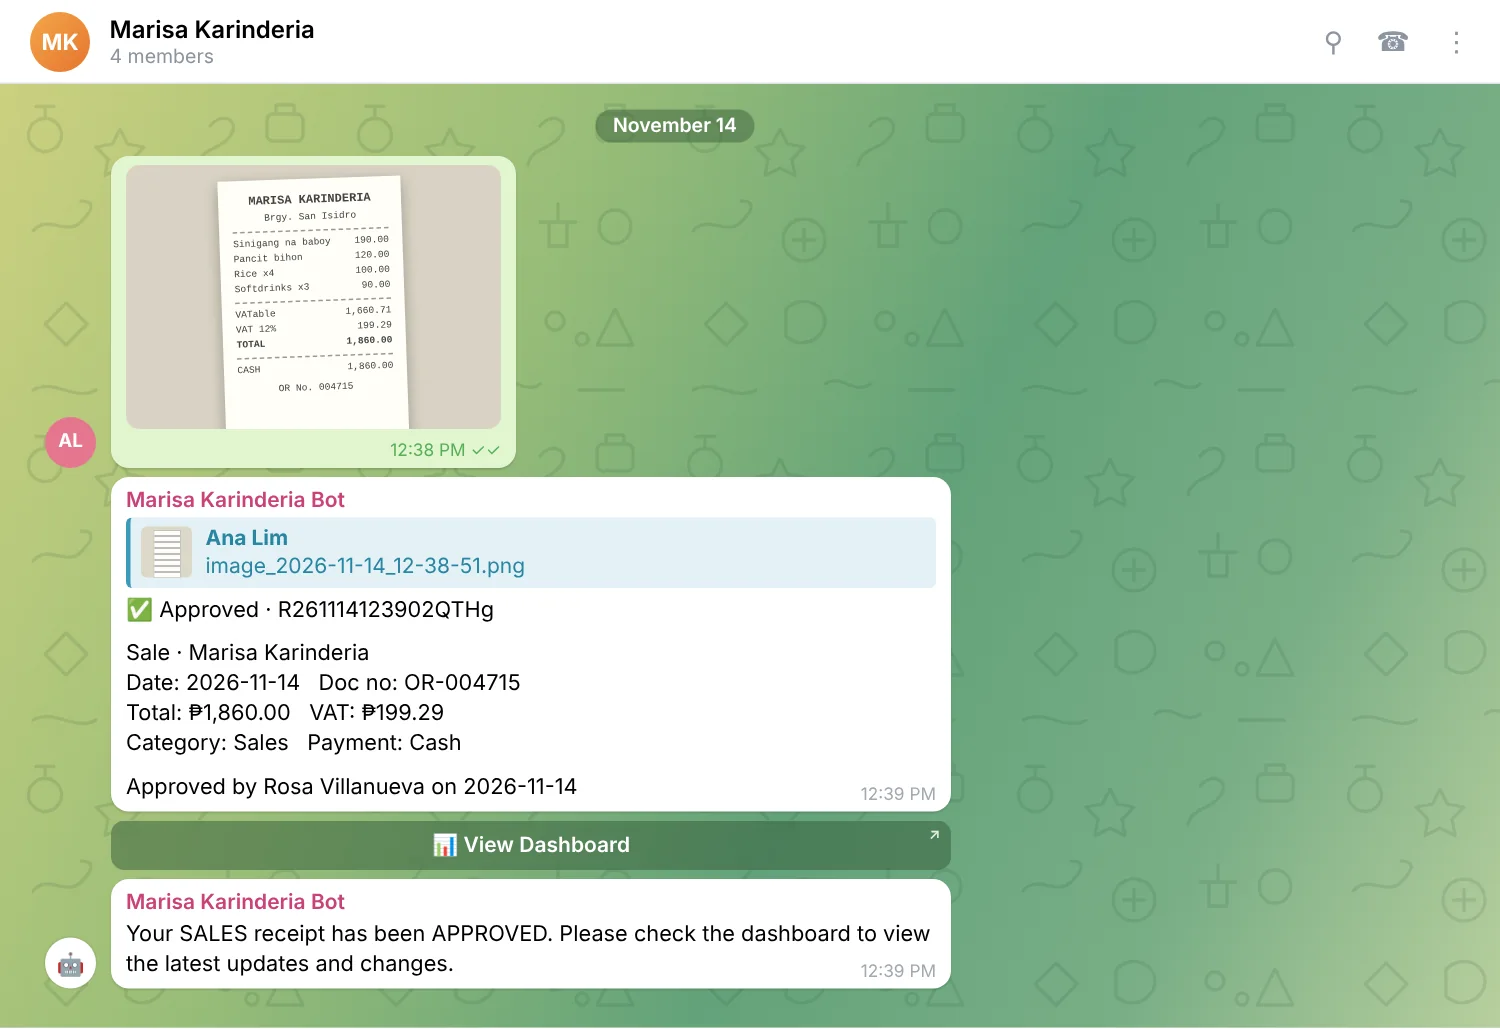 MK
Marisa Karinderia
4 members
November 14
MARISA KARINDERIA
Brgy. San Isidro
Sinigang na baboy 190.00
Pancit bihon 120.00
Rice x4 100.00
Softdrinks x3 90.00
VATable 1,660.71
VAT 12% 199.29
TOTAL 1,860.00
CASH 1,860.00
OR No. 004715
12:38 PM
AL
Marisa Karinderia Bot
Ana Lim
image_2026-11-14_12-38-51.png
✅ Approved · R261114123902QTHg
Sale · Marisa Karinderia
Date: 2026-11-14 Doc no: OR-004715
Total: ₱1,860.00 VAT: ₱199.29
Category: Sales Payment: Cash
Approved by Rosa Villanueva on 2026-11-14
12:39 PM
📊 View Dashboard
Marisa Karinderia Bot
Your SALES receipt has been APPROVED. Please check the dashboard to view
the latest updates and changes.
12:39 PM